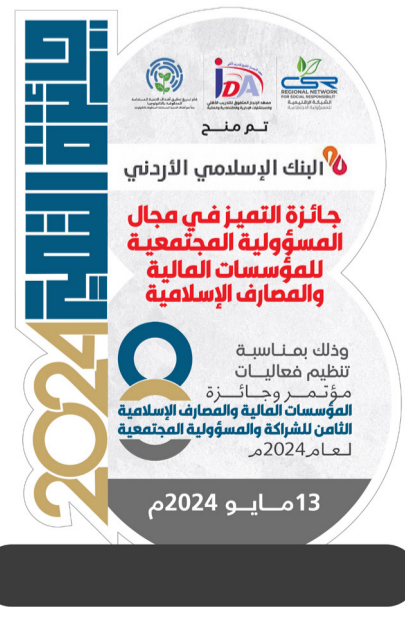 جائزة التميز
2024
CSR
REGIONAL NETWORK
FOR SOCIAL RESPONSIBILITY
الشبكة الإقليمية
للمسؤولية الاجتماعية
IDA
تم منح
البنك الإسلامي الأردني
جائزة التميز في مجال
المسؤولية المجتمعية
للمؤسسات المالية
والمصارف الإسلامية
وذلك بمناسبة
تنظيم فعاليات
مؤتمر وجائزة
المؤسسات المالية والمصارف الإسلامية
الثامن للشراكة والمسؤولية المجتمعية
لعام 2024م
13 مايو 2024م